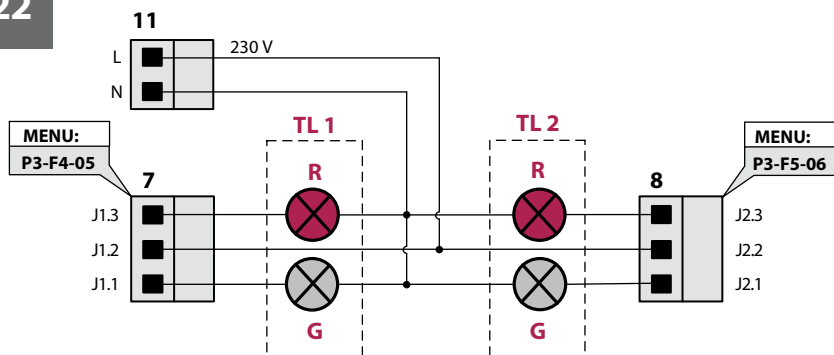 22
11
L
230 V
N
TL 1
TL 2
MENU:
P3-F4-05
MENU:
P3-F5-06
7
R
R
8
J1.3
J2.3
J1.2
J2.2
J1.1
J2.1
G
G